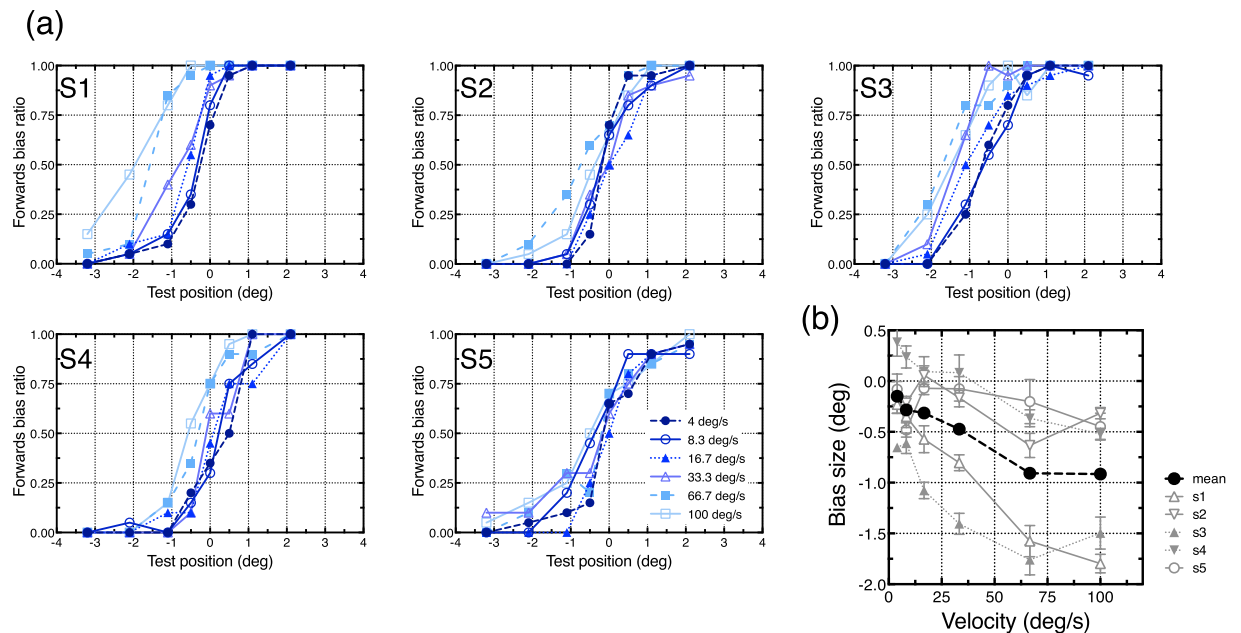 (a)
S1
Forwards bias ratio
1.00
0.75
0.50
0.25
0.00
-4 -3 -2 -1 0 1 2 3 4
Test position (deg)
S2
Forwards bias ratio
1.00
0.75
0.50
0.25
0.00
-4 -3 -2 -1 0 1 2 3 4
Test position (deg)
S3
Forwards bias ratio
1.00
0.75
0.50
0.25
0.00
-4 -3 -2 -1 0 1 2 3 4
Test position (deg)
S4
Forwards bias ratio
1.00
0.75
0.50
0.25
0.00
-4 -3 -2 -1 0 1 2 3 4
Test position (deg)
S5
Forwards bias ratio
1.00
0.75
0.50
0.25
0.00
-4 -3 -2 -1 0 1 2 3 4
Test position (deg)
4 deg/s
8.3 deg/s
16.7 deg/s
33.3 deg/s
66.7 deg/s
100 deg/s
(b)
Bias size (deg)
0.5
0.0
-0.5
-1.0
-1.5
-2.0
0 25 50 75 100
Velocity (deg/s)
mean
s1
s2
s3
s4
s5